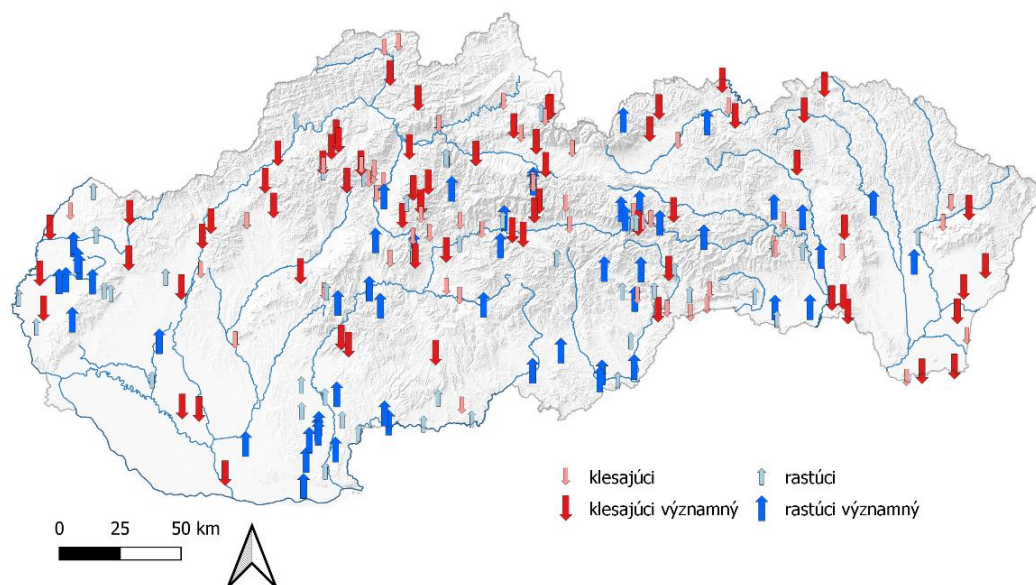 klesajúci
rastúci
klesajúci významný
rastúci významný
0 25 50 km